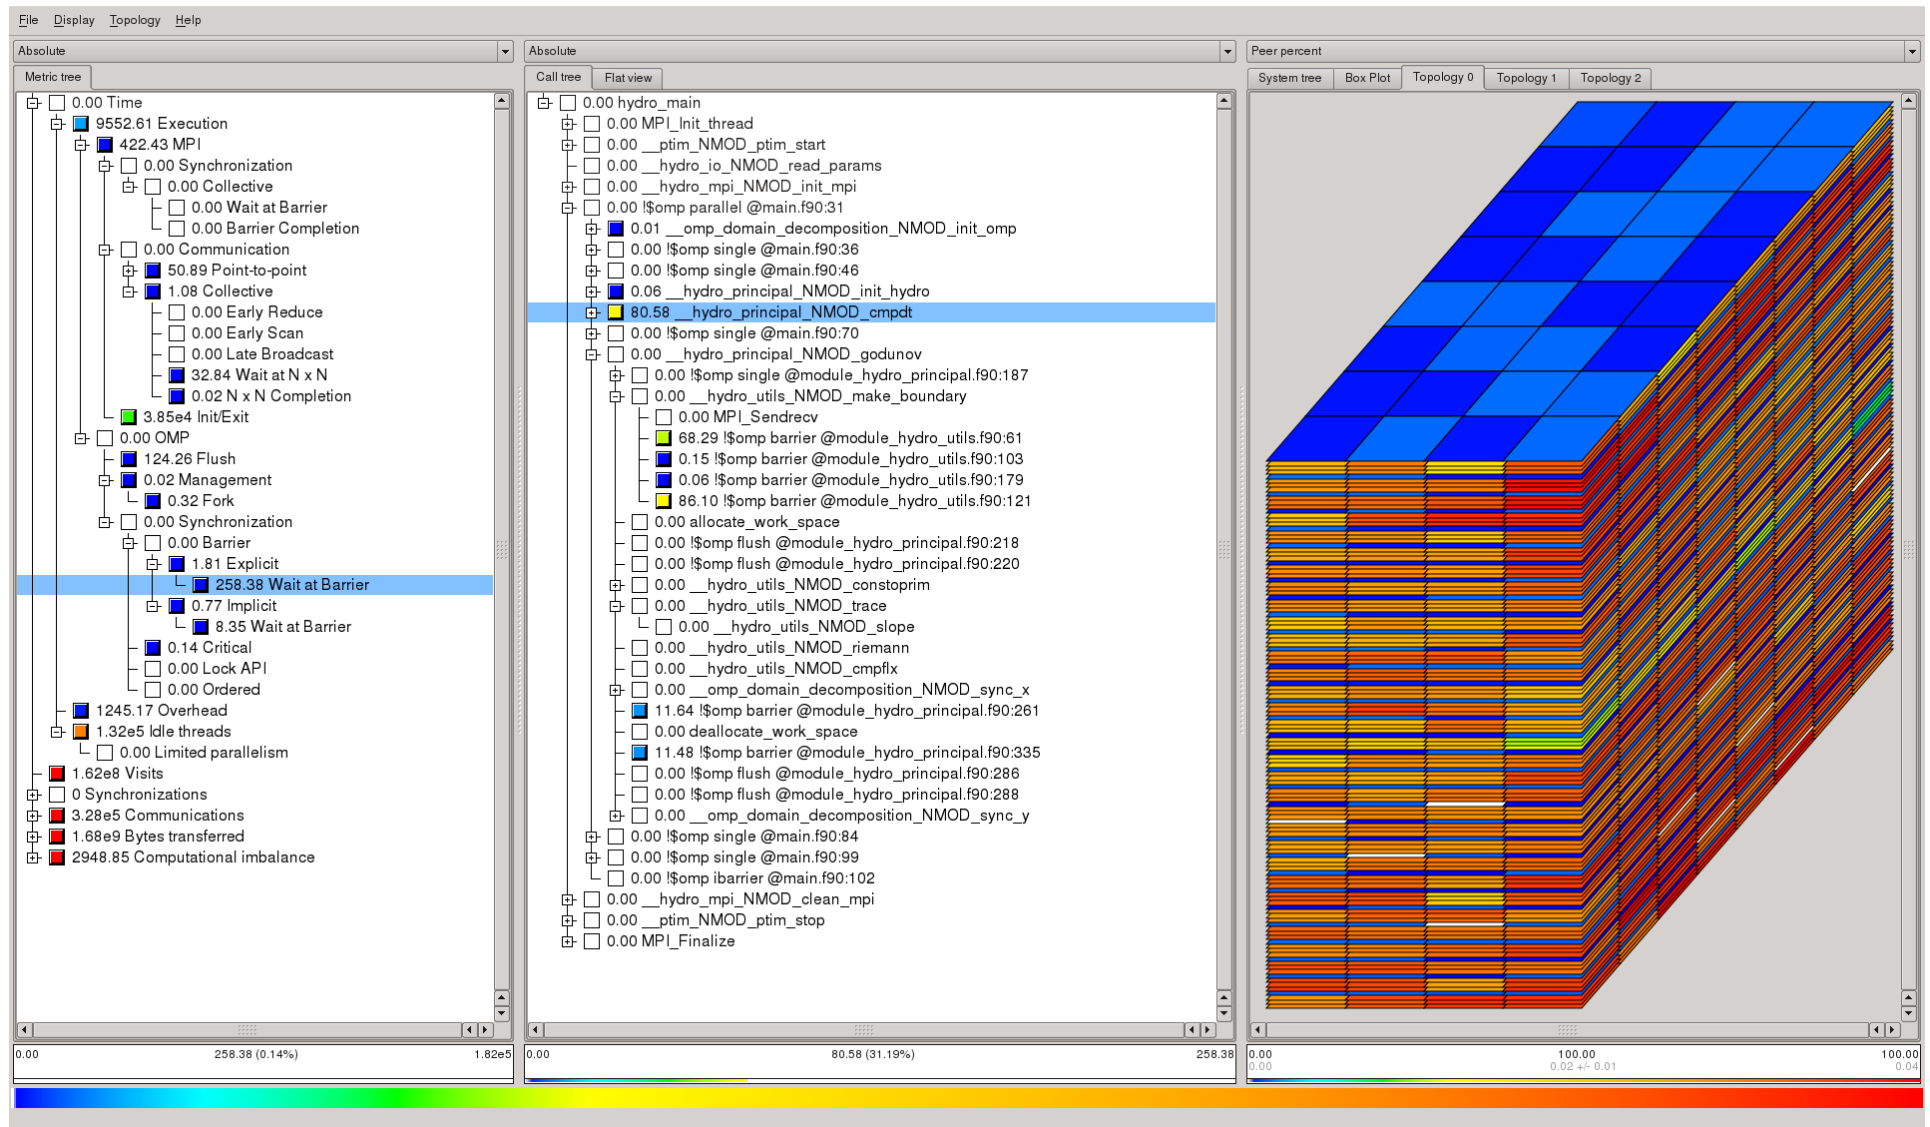 File Display Topology Help
Absolute
Metric tree
0.00 Time
9552.61 Execution
422.43 MPI
0.00 Synchronization
0.00 Collective
0.00 Wait at Barrier
0.00 Barrier Completion
0.00 Communication
50.89 Point-to-point
1.08 Collective
0.00 Early Reduce
0.00 Early Scan
0.00 Late Broadcast
32.84 Wait at N x N
0.02 N x N Completion
3.85e4 Init/Exit
0.00 OMP
124.26 Flush
0.02 Management
0.32 Fork
0.00 Synchronization
0.00 Barrier
1.81 Explicit
258.38 Wait at Barrier
0.77 Implicit
8.35 Wait at Barrier
0.14 Critical
0.00 Lock API
0.00 Ordered
1245.17 Overhead
1.32e5 Idle threads
0.00 Limited parallelism
1.62e8 Visits
0 Synchronizations
3.28e5 Communications
1.68e9 Bytes transferred
2948.85 Computational imbalance
0.00 258.38 (0.14%) 1.82e5
Absolute
Call tree Flat view
0.00 hydro_main
0.00 MPI_Init_thread
0.00 __ptim_NMOD_ptim_start
0.00 __hydro_io_NMOD_read_params
0.00 __hydro_mpi_NMOD_init_mpi
0.00 !$omp parallel @main.f90:31
0.01 __omp_domain_decomposition_NMOD_init_omp
0.00 !$omp single @main.f90:36
0.00 !$omp single @main.f90:46
0.06 __hydro_principal_NMOD_init_hydro
80.58 __hydro_principal_NMOD_cmpdt
0.00 !$omp single @main.f90:70
0.00 __hydro_principal_NMOD_godunov
0.00 !$omp single @module_hydro_principal.f90:187
0.00 __hydro_utils_NMOD_make_boundary
0.00 MPI_Sendrecv
68.29 !$omp barrier @module_hydro_utils.f90:61
0.15 !$omp barrier @module_hydro_utils.f90:103
0.06 !$omp barrier @module_hydro_utils.f90:179
86.10 !$omp barrier @module_hydro_utils.f90:121
0.00 allocate_work_space
0.00 !$omp flush @module_hydro_principal.f90:218
0.00 !$omp flush @module_hydro_principal.f90:220
0.00 __hydro_utils_NMOD_constoprim
0.00 __hydro_utils_NMOD_trace
0.00 __hydro_utils_NMOD_slope
0.00 __hydro_utils_NMOD_riemann
0.00 __hydro_utils_NMOD_cmpflx
0.00 __omp_domain_decomposition_NMOD_sync_x
11.64 !$omp barrier @module_hydro_principal.f90:261
0.00 deallocate_work_space
11.48 !$omp barrier @module_hydro_principal.f90:335
0.00 !$omp flush @module_hydro_principal.f90:286
0.00 !$omp flush @module_hydro_principal.f90:288
0.00 __omp_domain_decomposition_NMOD_sync_y
0.00 !$omp single @main.f90:84
0.00 !$omp single @main.f90:99
0.00 !$omp ibarrier @main.f90:102
0.00 __hydro_mpi_NMOD_clean_mpi
0.00 __ptim_NMOD_ptim_stop
0.00 MPI_Finalize
0.00 80.58 (31.19%) 258.38
Peer percent
System tree Box Plot Topology 0 Topology 1 Topology 2
0.00 100.00 100.00
0.00 0.02 +/- 0.01 0.04